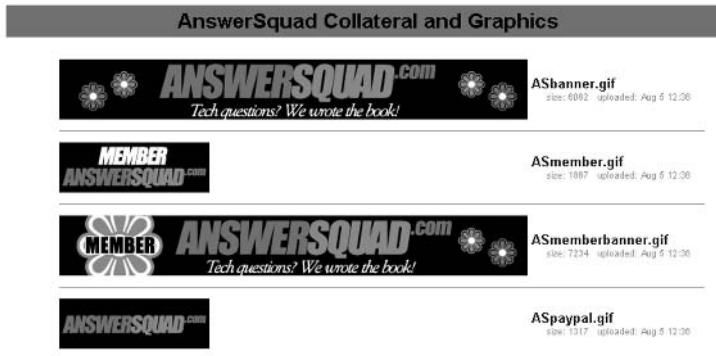 AnswerSquad Collateral and Graphics
ANSWERSQUAD.com
Tech questions? We wrote the book!
ASbanner.gif
size: 6862 uploaded: Aug 5 12:36
MEMBER
ANSWERSQUAD.com
ASmember.gif
size: 1887 uploaded: Aug 5 12:36
MEMBER
ANSWERSQUAD.com
Tech questions? We wrote the book!
ASmemberbanner.gif
size: 7234 uploaded: Aug 5 12:36
ANSWERSQUAD.com
ASpaypal.gif
size: 1317 uploaded: Aug 5 12:36